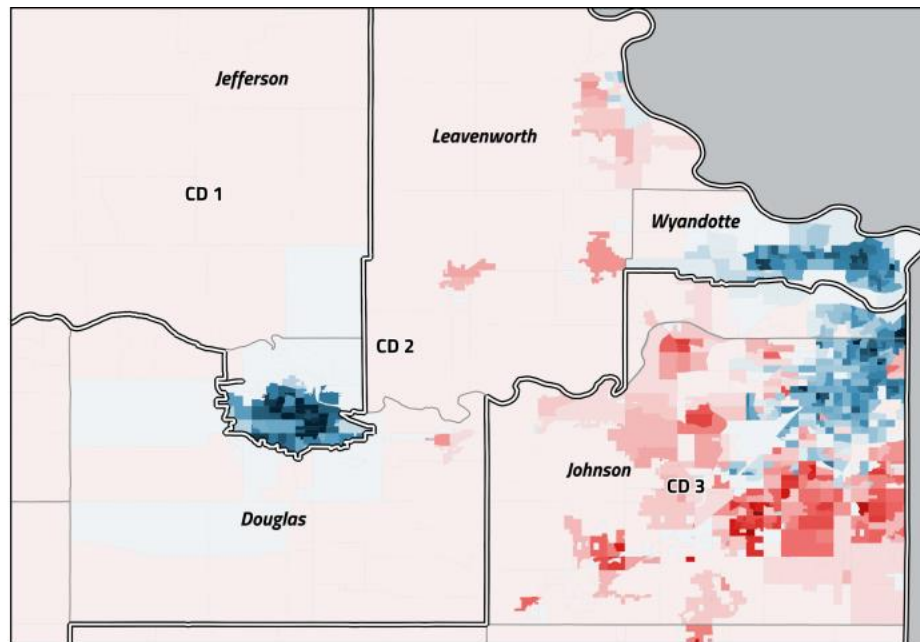 Jefferson
Leavenworth
CD 1
Wyandotte
CD 2
Johnson
CD 3
Douglas